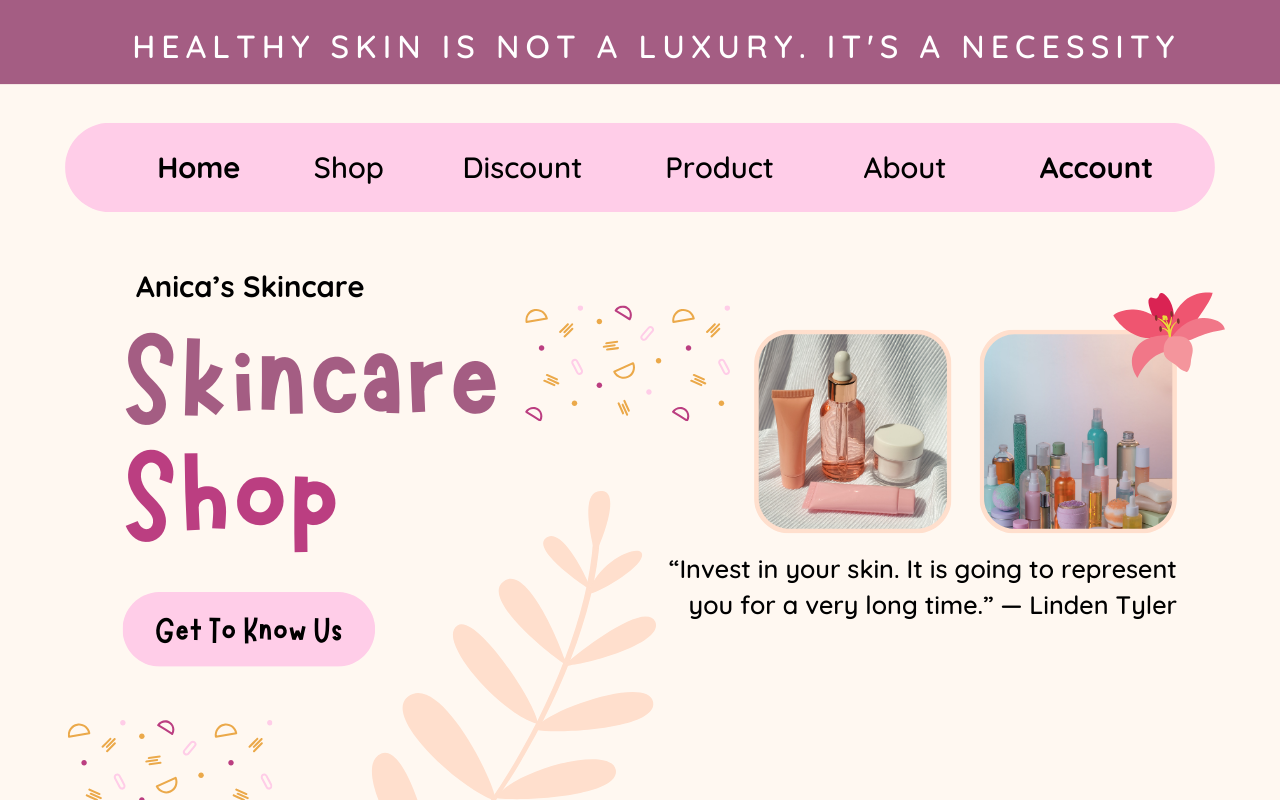 HEALTHY SKIN IS NOT A LUXURY. IT'S A NECESSITY
Home Shop Discount Product About Account
Anica’s Skincare
Skincare
Shop
Get To Know Us
“Invest in your skin. It is going to represent
you for a very long time.” — Linden Tyler